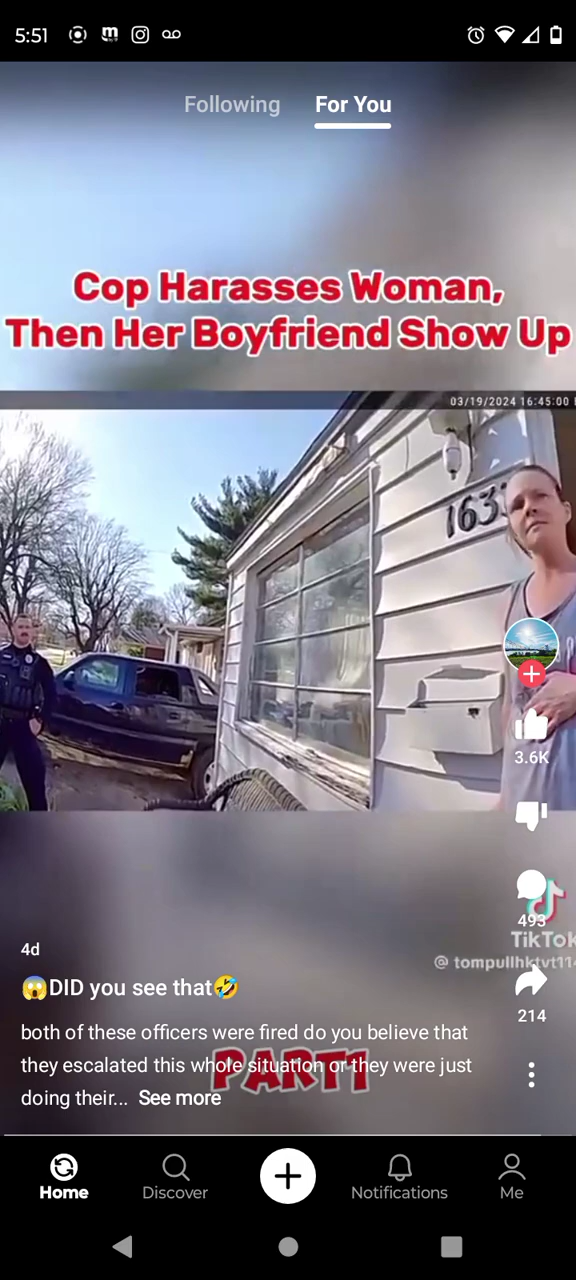 5:51
Following For You
Cop Harasses Woman,
Then Her Boyfriend Show Up
03/19/2024 16:45:00
163
3.6K
493
TikTok
@ tompullhktvt11
214
4d
😱DID you see that🤣
both of these officers were fired do you believe that
they escalated this whole situation or they were just
doing their... See more
PART1
Home Discover Notifications Me